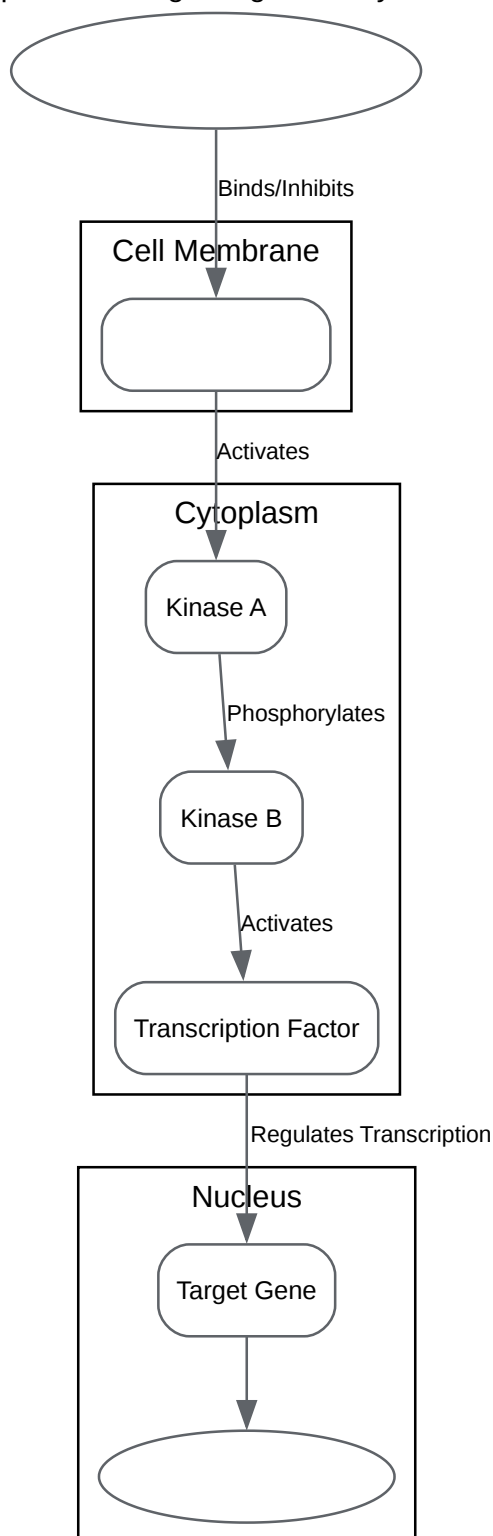 Binds/Inhibits
Cell Membrane
Activates
Cytoplasm
Kinase A
Phosphorylates
Kinase B
Activates
Transcription Factor
Regulates Transcription
Nucleus
Target Gene